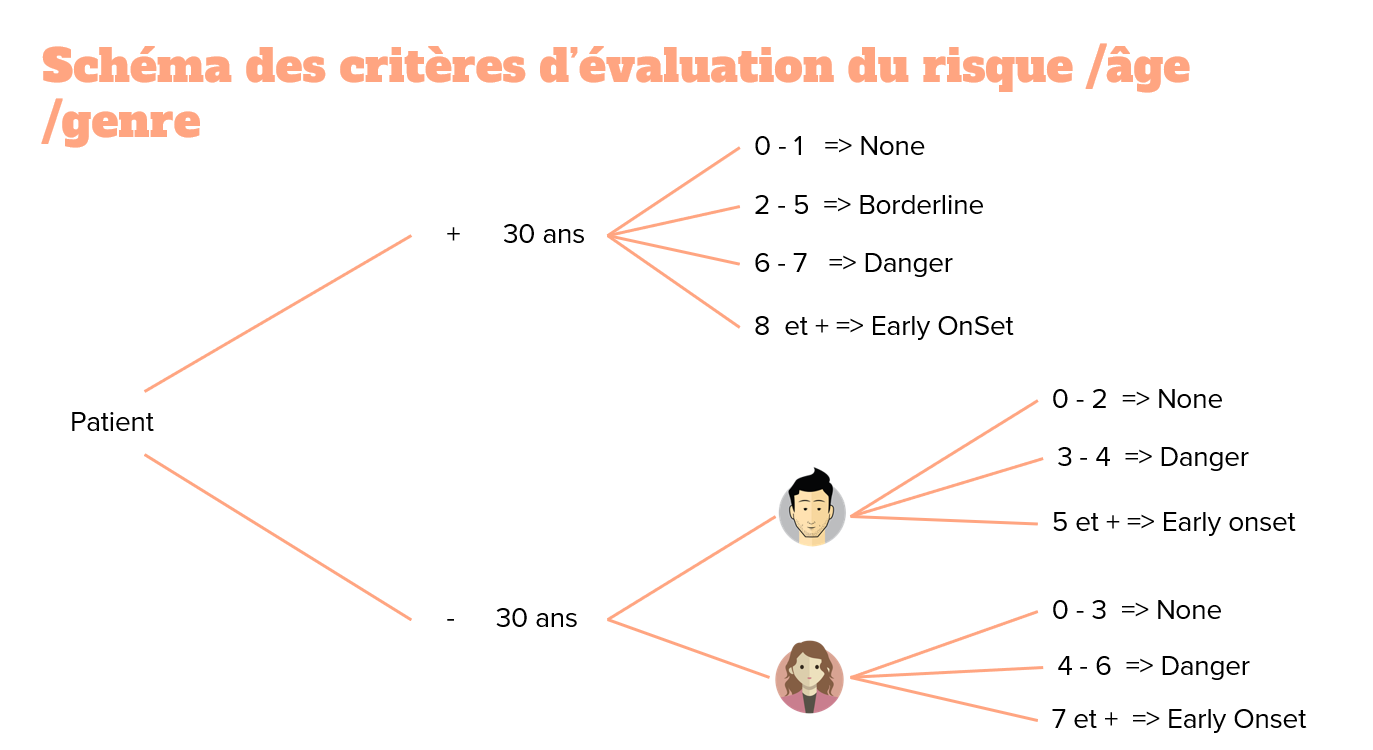 Schéma des critères d'évaluation du risque /âge
/genre
0 - 1 => None
2 - 5 => Borderline
+ 30 ans
6 - 7 => Danger
8 et + => Early OnSet
Patient
0 - 2 => None
3 - 4 => Danger
5 et + => Early onset
- 30 ans
0 - 3 => None
4 - 6 => Danger
7 et + => Early Onset